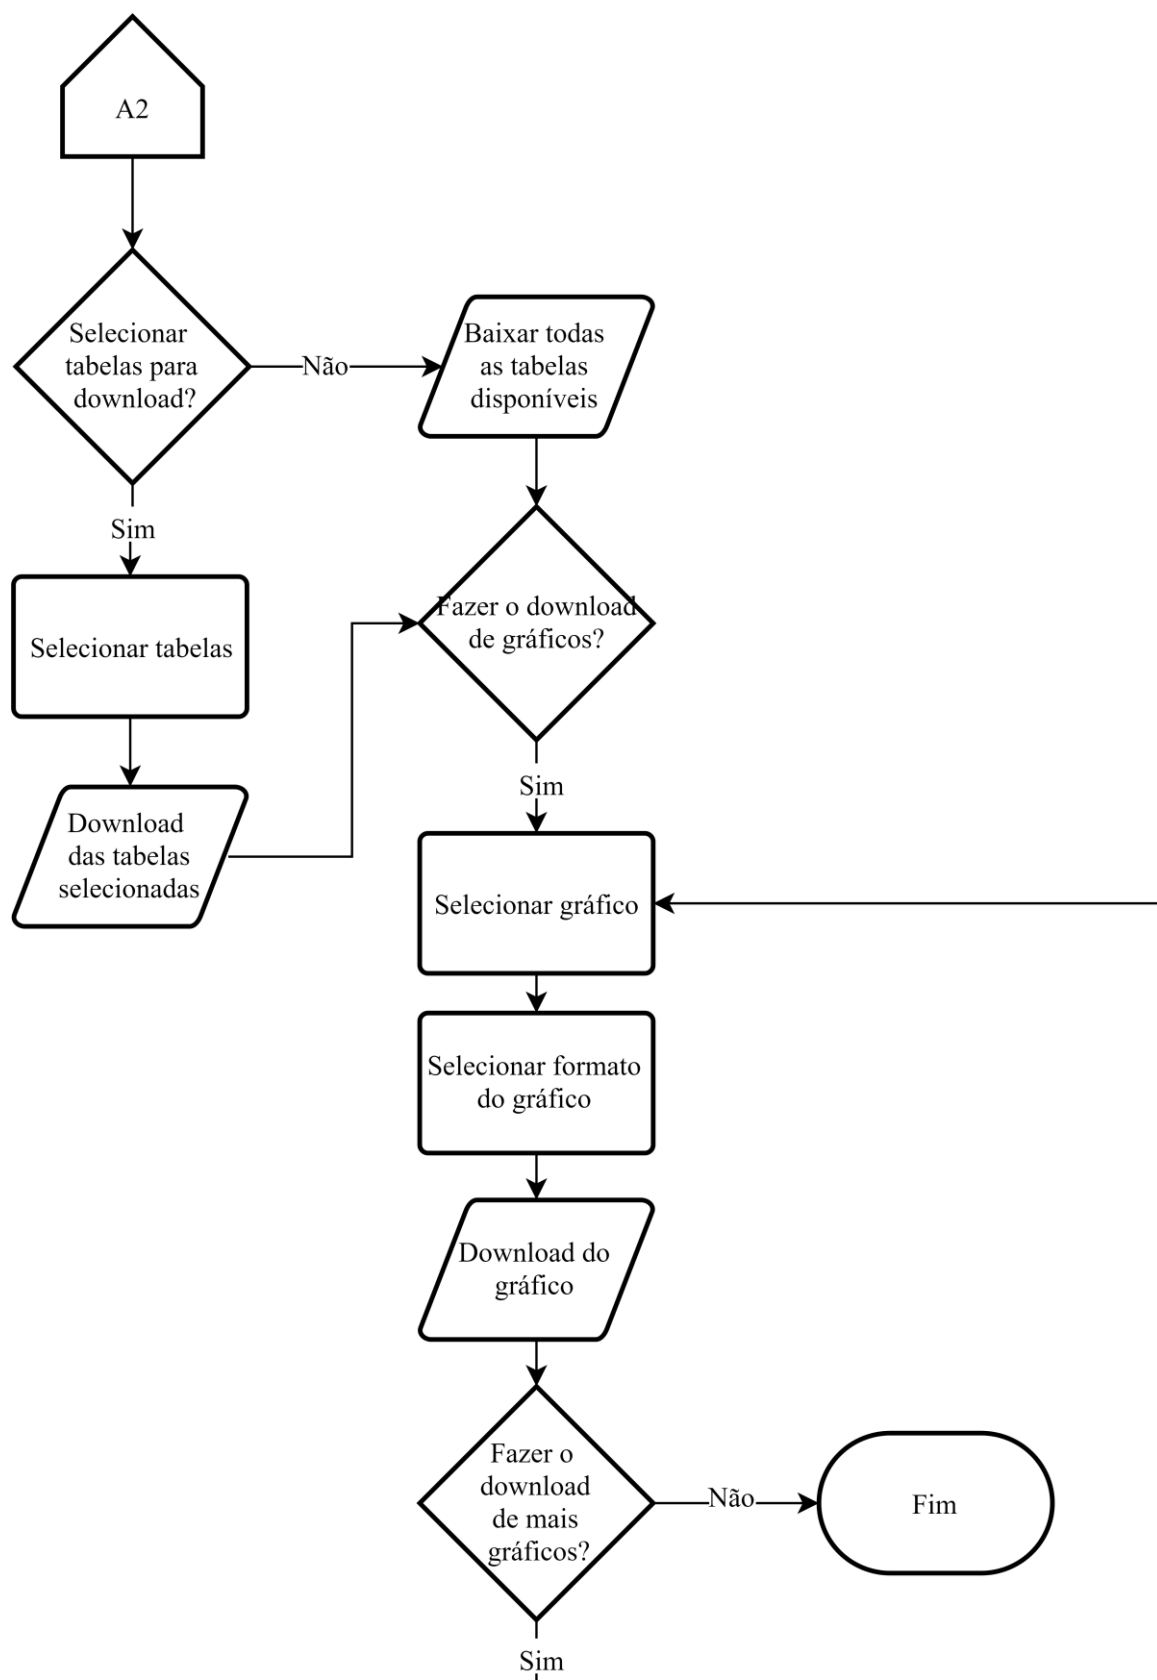 A2
Selecionar
tabelas para
download?
Não
Baixar todas
as tabelas
disponíveis
Sim
Selecionar tabelas
Download
das tabelas
selecionadas
Fazer o download
de gráficos?
Sim
Selecionar gráfico
Selecionar formato
do gráfico
Download do
gráfico
Fazer o
download
de mais
gráficos?
Não
Fim
Sim